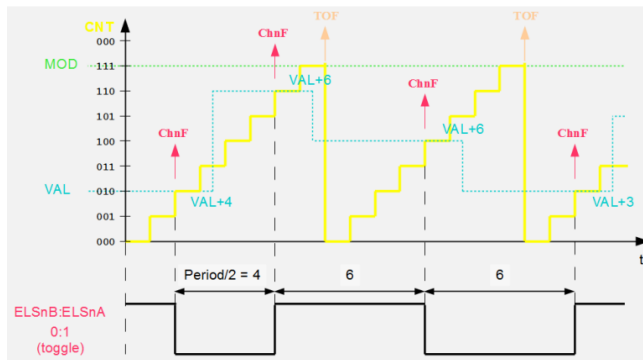 CNT
TOF
TOF
000
ChnF
MOD
111
VAL+6
110
ChnF
ChnF
101
VAL+6
100
ChnF
ChnF
011
VAL
010
VAL+4
VAL+3
001
000
t
Period/2 = 4
6
6
ELSnB:ELSnA
0:1
(toggle)